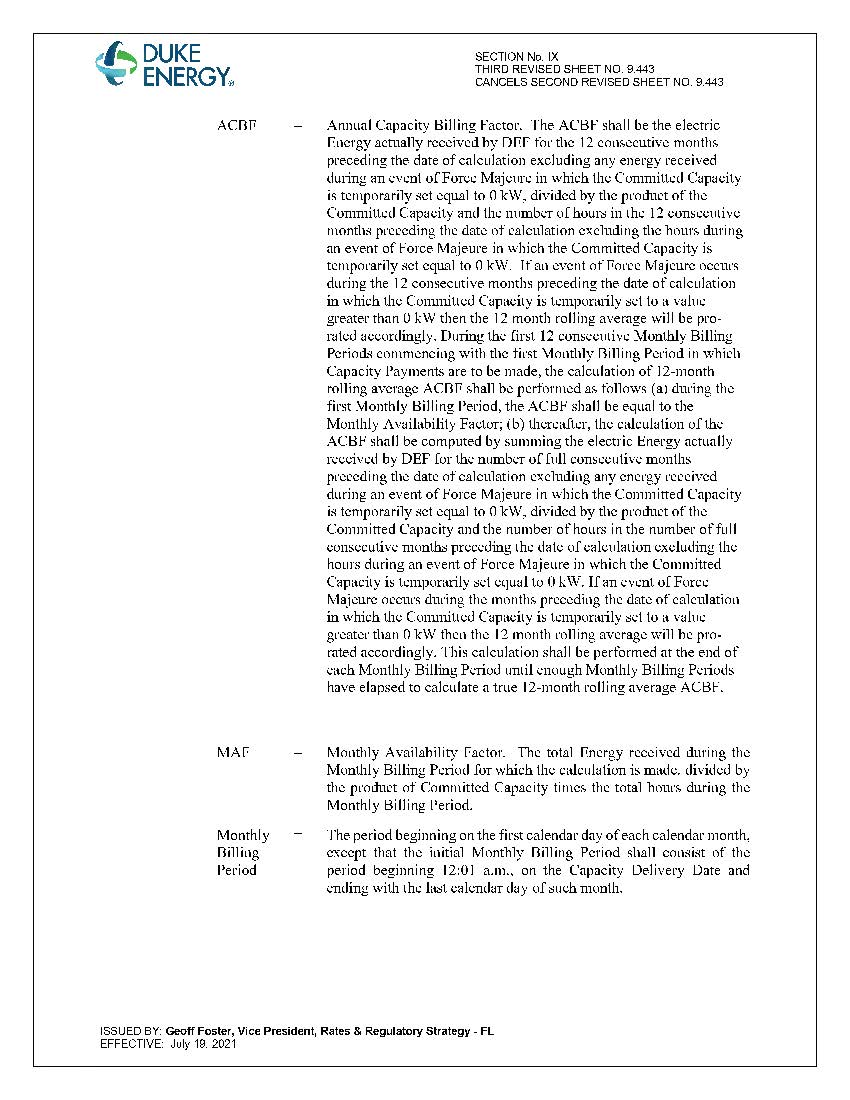 DUKE
ENERGY®
SECTION No. IX
THIRD REVISED SHEET NO. 9.443
CANCELS SECOND REVISED SHEET NO. 9.443
ACBF – Annual Capacity Billing Factor. The ACBF shall be the electric
Energy actually received by DEF for the 12 consecutive months
preceding the date of calculation excluding any energy received
during an event of Force Majeure in which the Committed Capacity
is temporarily set equal to 0 kW, divided by the product of the
Committed Capacity and the number of hours in the 12 consecutive
months preceding the date of calculation excluding the hours during
an event of Force Majeure in which the Committed Capacity is
temporarily set equal to 0 kW. If an event of Force Majeure occurs
during the 12 consecutive months preceding the date of calculation
in which the Committed Capacity is temporarily set to a value
greater than 0 kW then the 12 month rolling average will be pro-
rated accordingly. During the first 12 consecutive Monthly Billing
Periods commencing with the first Monthly Billing Period in which
Capacity Payments are to be made, the calculation of 12-month
rolling average ACBF shall be performed as follows (a) during the
first Monthly Billing Period, the ACBF shall be equal to the
Monthly Availability Factor; (b) thereafter, the calculation of the
ACBF shall be computed by summing the electric Energy actually
received by DEF for the number of full consecutive months
preceding the date of calculation excluding any energy received
during an event of Force Majeure in which the Committed Capacity
is temporarily set equal to 0 kW, divided by the product of the
Committed Capacity and the number of hours in the number of full
consecutive months preceding the date of calculation excluding the
hours during an event of Force Majeure in which the Committed
Capacity is temporarily set equal to 0 kW. If an event of Force
Majeure occurs during the months preceding the date of calculation
in which the Committed Capacity is temporarily set to a value
greater than 0 kW then the 12 month rolling average will be pro-
rated accordingly. This calculation shall be performed at the end of
each Monthly Billing Period until enough Monthly Billing Periods
have elapsed to calculate a true 12-month rolling average ACBF.
MAF – Monthly Availability Factor. The total Energy received during the
Monthly Billing Period for which the calculation is made, divided by
the product of Committed Capacity times the total hours during the
Monthly Billing Period.
Monthly = The period beginning on the first calendar day of each calendar month,
Billing except that the initial Monthly Billing Period shall consist of the
Period period beginning 12:01 a.m., on the Capacity Delivery Date and
ending with the last calendar day of such month.
ISSUED BY: Geoff Foster, Vice President, Rates & Regulatory Strategy - FL
EFFECTIVE: July 19, 2021